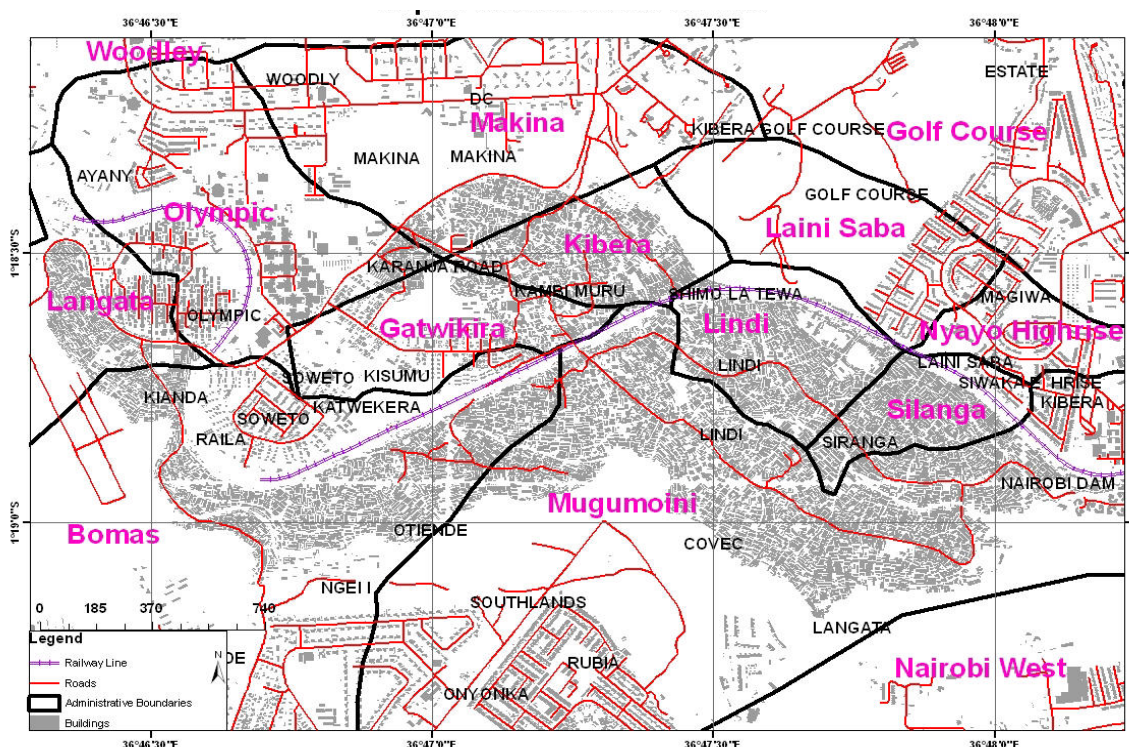 36°46'30"E 36°47'0"E 36°47'30"E 36°48'0"E
Woodley
WOODLY
ESTATE
DC
Makina
KIBERA GOLF COURSE
Golf Course
MAKINA
MAKINA
AYANY
GOLF COURSE
Olympic
Laini Saba
1°18'30"S
Kibera
KARANJA ROAD
Langata
KAMBI MURU
SHIMO LA TEWA
MAGIWA
OLYMPIC
Gatwikira
Lindi
Nyayo Highrise
LINDI
LAINI SABA
SOWETO
KISUMU
SIWAKA
HRISE
KIANDA
KATWEKERA
KIBERA
SOWETO
Silanga
RAILA
LINDI
SIRANGA
NAIROBI DAM
Mugumoini
1°19'0"S
Bomas
OTIENDE
COVEC
NGEI I
0 185 370 740
SOUTHLANDS
LANGATA
Legend
Railway Line
Roads
Administrative Boundaries
Buildings
N
DE
RUBIA
Nairobi West
ONYONKA
36°46'30"E 36°47'0"E 36°47'30"E 36°48'0"E